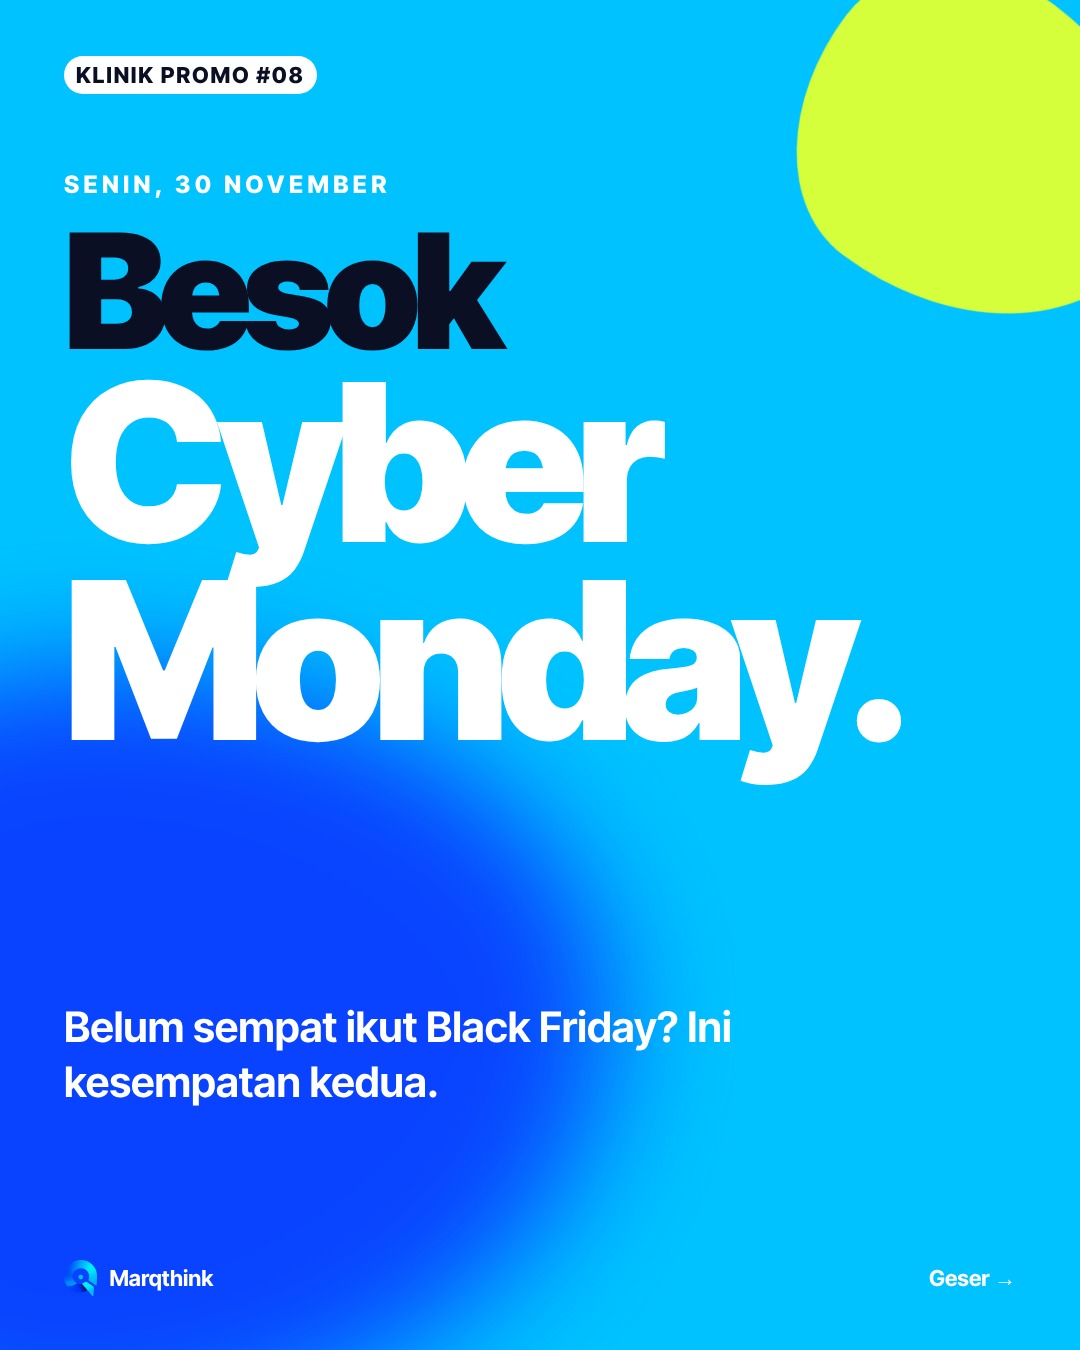 KLINIK PROMO #08
SENIN, 30 NOVEMBER
Besok
Cyber
Monday.
Belum sempat ikut Black Friday? Ini
kesempatan kedua.
Marqthink
Geser →